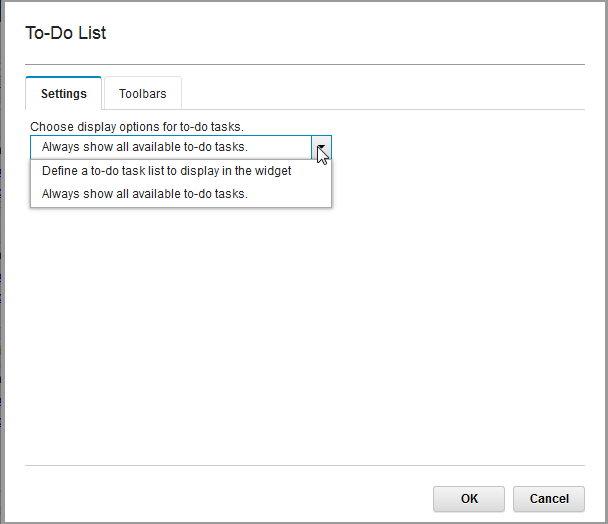 To-Do List
Settings
Toolbars
Choose display options for to-do tasks.
Always show all available to-do tasks.
Define a to-do task list to display in the widget
Always show all available to-do tasks.
OK
Cancel